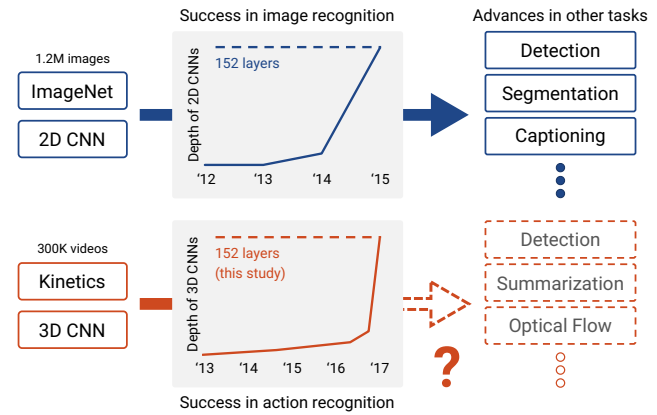 Success in image recognition
Advances in other tasks
1.2M images
ImageNet
2D CNN
Depth of 2D CNNs
152 layers
‘12 ‘13 ‘14 ‘15
Detection
Segmentation
Captioning
300K videos
Kinetics
3D CNN
Depth of 3D CNNs
152 layers
(this study)
‘13 ‘14 ‘15 ‘16 ‘17
Success in action recognition
?
Detection
Summarization
Optical Flow